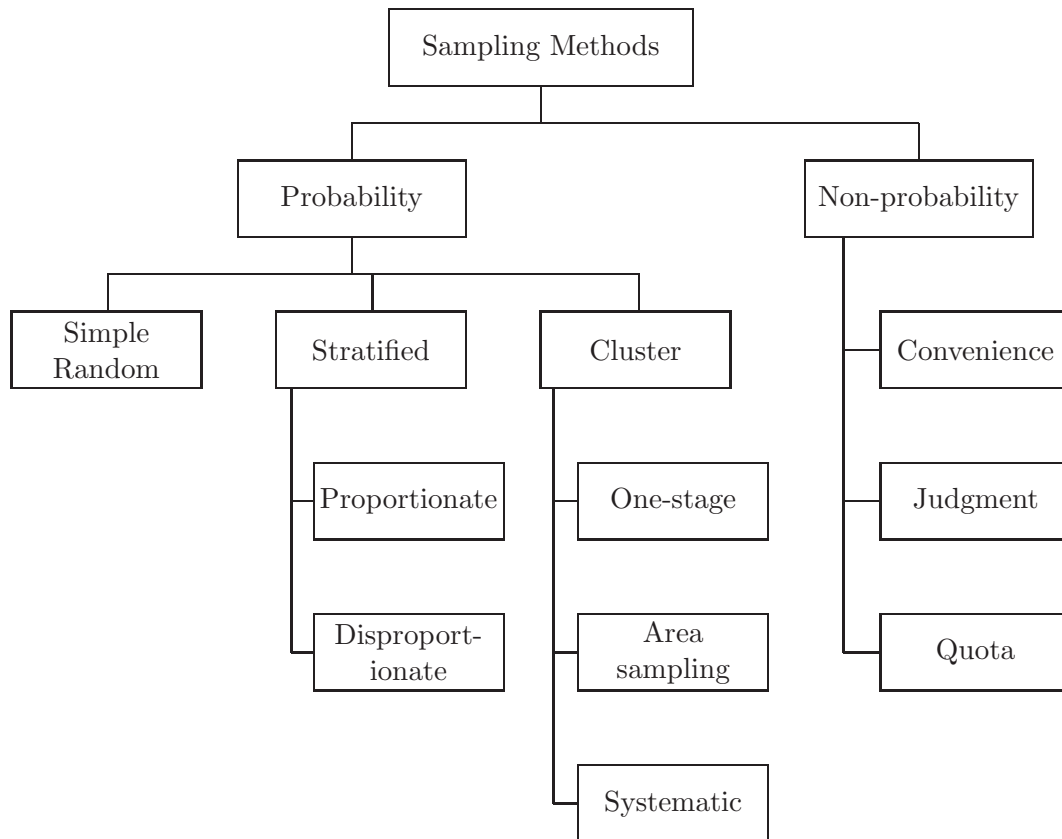 Sampling Methods
Probability
Non-probability
Simple
Random
Stratified
Cluster
Convenience
Proportionate
One-stage
Judgment
Disproport-
ionate
Area
sampling
Quota
Systematic